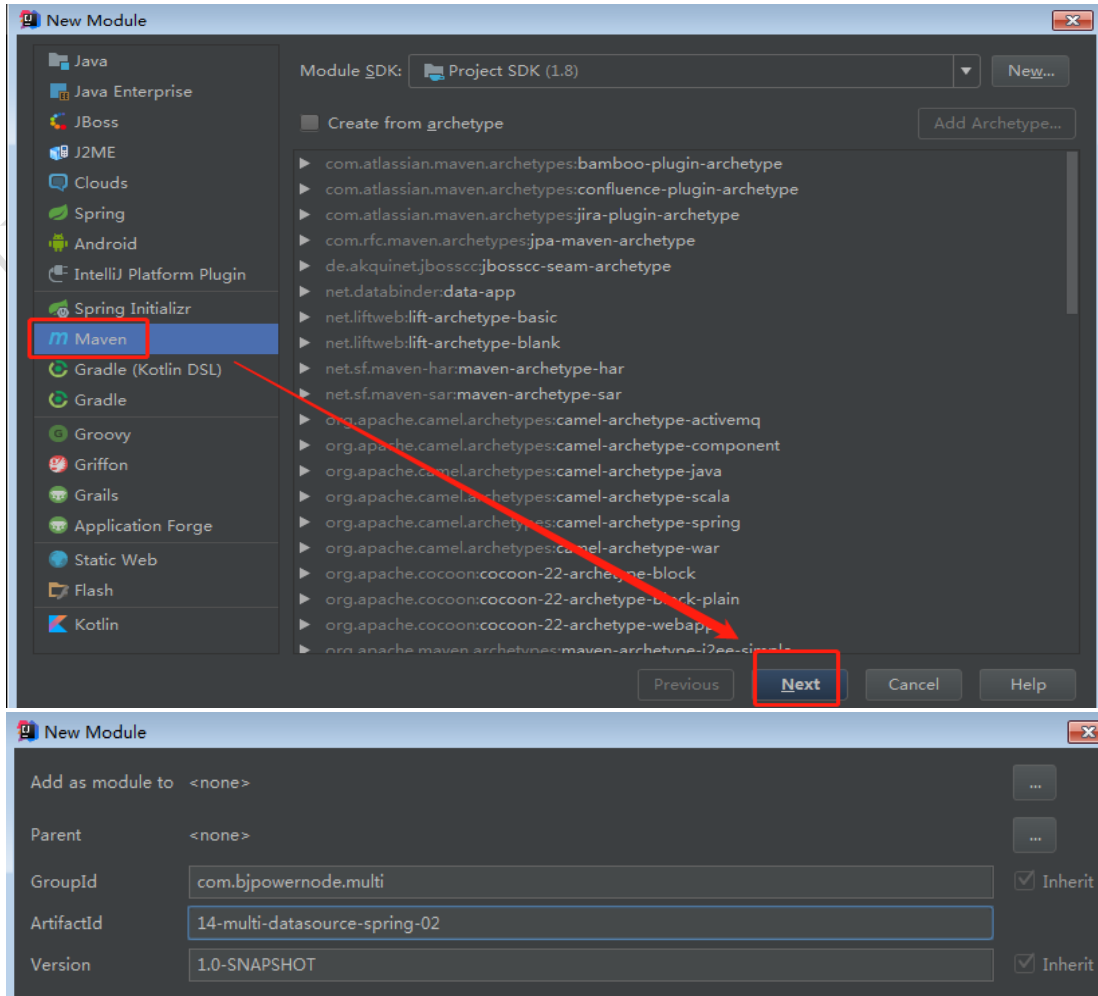 New Module
Java
Java Enterprise
JBoss
J2ME
Clouds
Spring
Android
IntelliJ Platform Plugin
Spring Initializr
Maven
Gradle (Kotlin DSL)
Gradle
Groovy
Griffon
Grails
Application Forge
Static Web
Flash
Kotlin
Module SDK: Project SDK (1.8) New...
Create from archetype Add Archetype...
com.atlassian.maven.archetypes:bamboo-plugin-archetype
com.atlassian.maven.archetypes:confluence-plugin-archetype
com.atlassian.maven.archetypes:jira-plugin-archetype
com.rfc.maven.archetypes:jpa-maven-archetype
de.akquinet.jbosscc:jbosscc-seam-archetype
net.databinder:data-app
net.liftweb:lift-archetype-basic
net.liftweb:lift-archetype-blank
net.sf.maven-har:maven-archetype-har
net.sf.maven-sar:maven-archetype-sar
org.apache.camel.archetypes:camel-archetype-activemq
org.apache.camel.archetypes:camel-archetype-component
org.apache.camel.archetypes:camel-archetype-java
org.apache.camel.archetypes:camel-archetype-scala
org.apache.camel.archetypes:camel-archetype-spring
org.apache.camel.archetypes:camel-archetype-war
org.apache.cocoon:cocoon-22-archetype-block
org.apache.cocoon:cocoon-22-archetype-block-plain
org.apache.cocoon:cocoon-22-archetype-webapp
org.apache.maven.archetypes:maven-archetype-j2ee-simple
Previous Next Cancel Help
New Module
Add as module to <none> ...
Parent <none> ...
GroupId com.bjpowernode.multi Inherit
ArtifactId 14-multi-datasource-spring-02
Version 1.0-SNAPSHOT Inherit